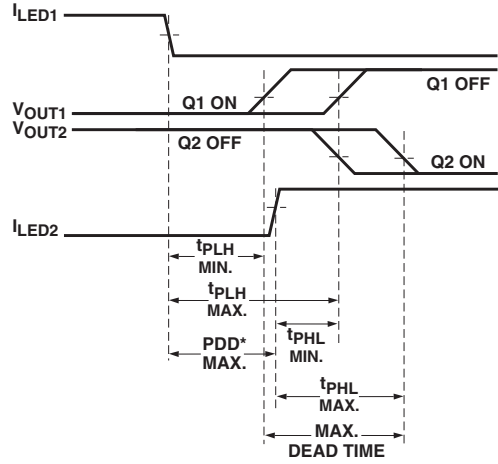 ILED1
Q1 OFF
Q1 ON
VOUT1
VOUT2
Q2 OFF
Q2 ON
ILED2
tPLH
MIN.
tPLH
MAX.
tPHL
MIN.
PDD*
MAX.
tPHL
MAX.
MAX.
DEAD TIME